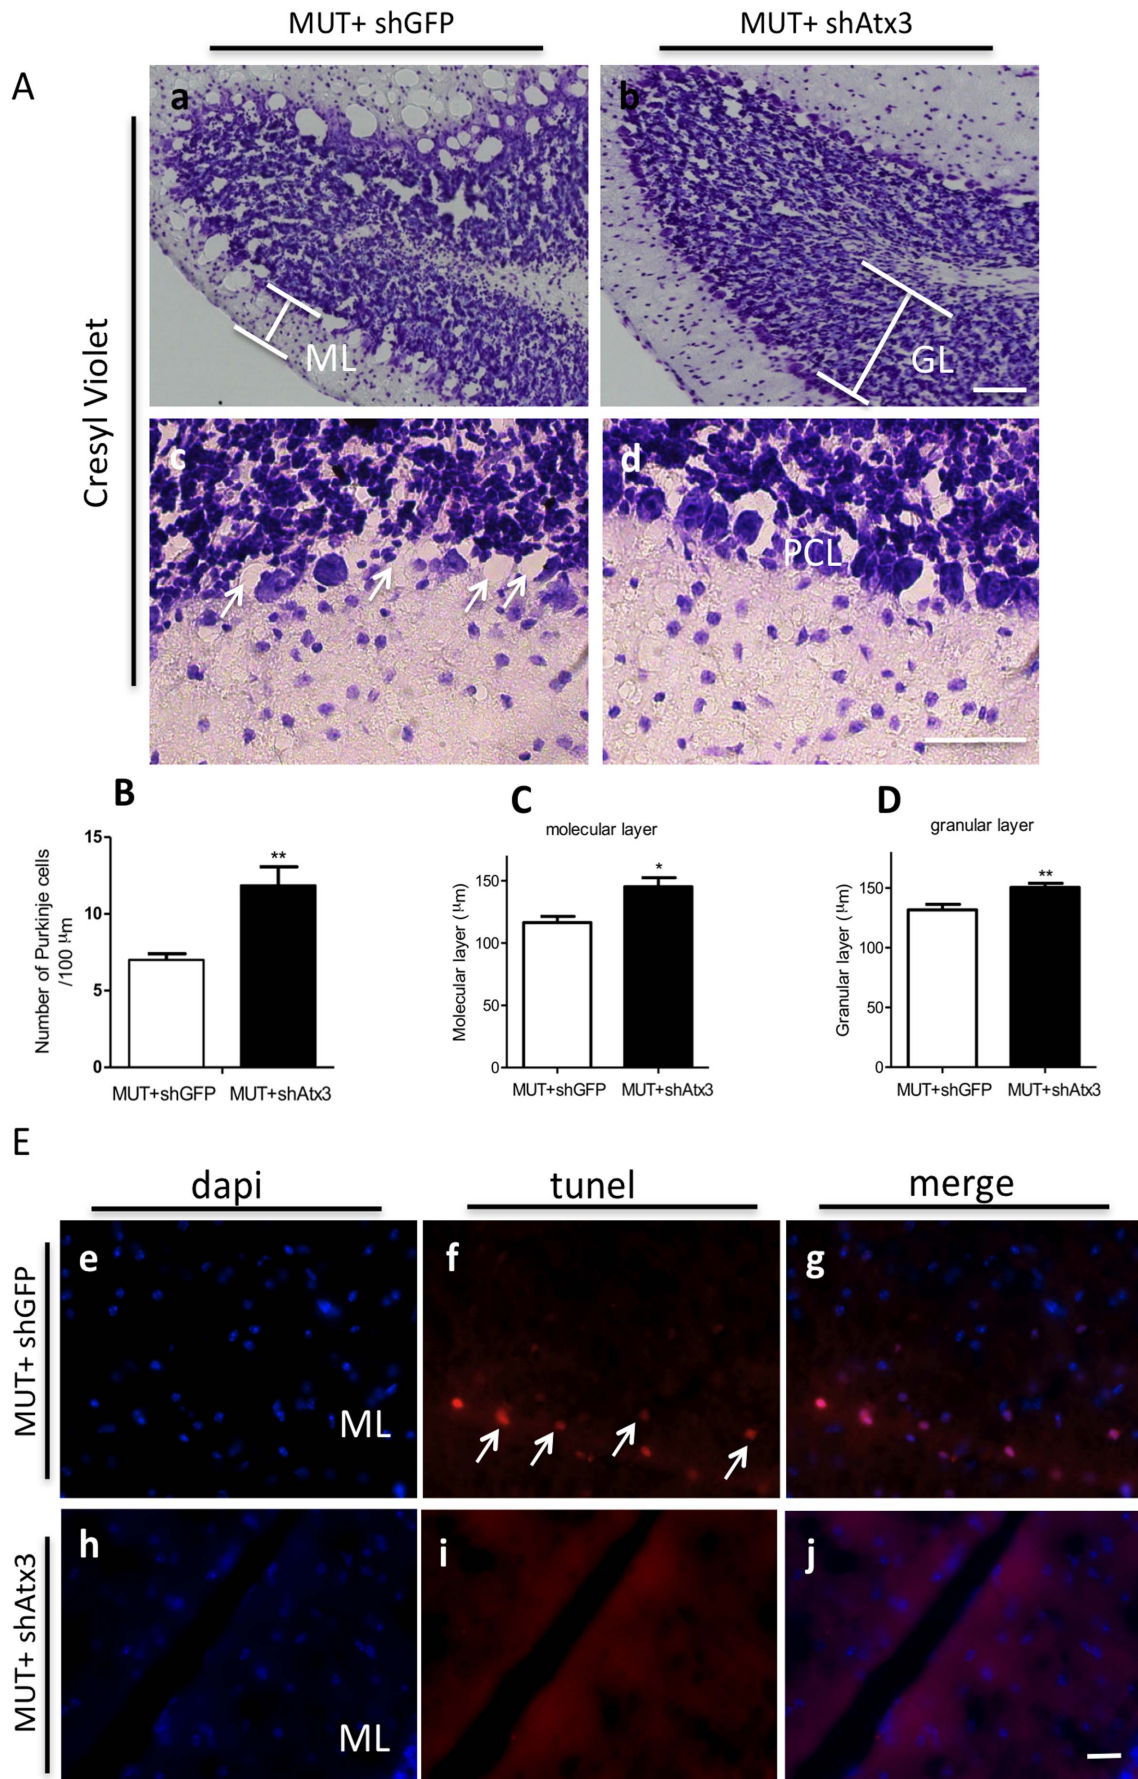 MUT+ shGFP
MUT+ shAtx3
A
Cresyl Violet
a
b
ML
GL
c
d
PCL
B
Number of Purkinje cells
/100 µm
15
10
5
0
**
MUT+shGFP
MUT+shAtx3
C
molecular layer
Molecular layer (µm)
150
100
50
0
*
MUT+shGFP
MUT+shAtx3
D
granular layer
Granular layer (µm)
150
100
50
0
**
MUT+shGFP
MUT+shAtx3
E
dapi
tunel
merge
MUT+ shGFP
e
ML
f
g
MUT+ shAtx3
h
ML
i
j